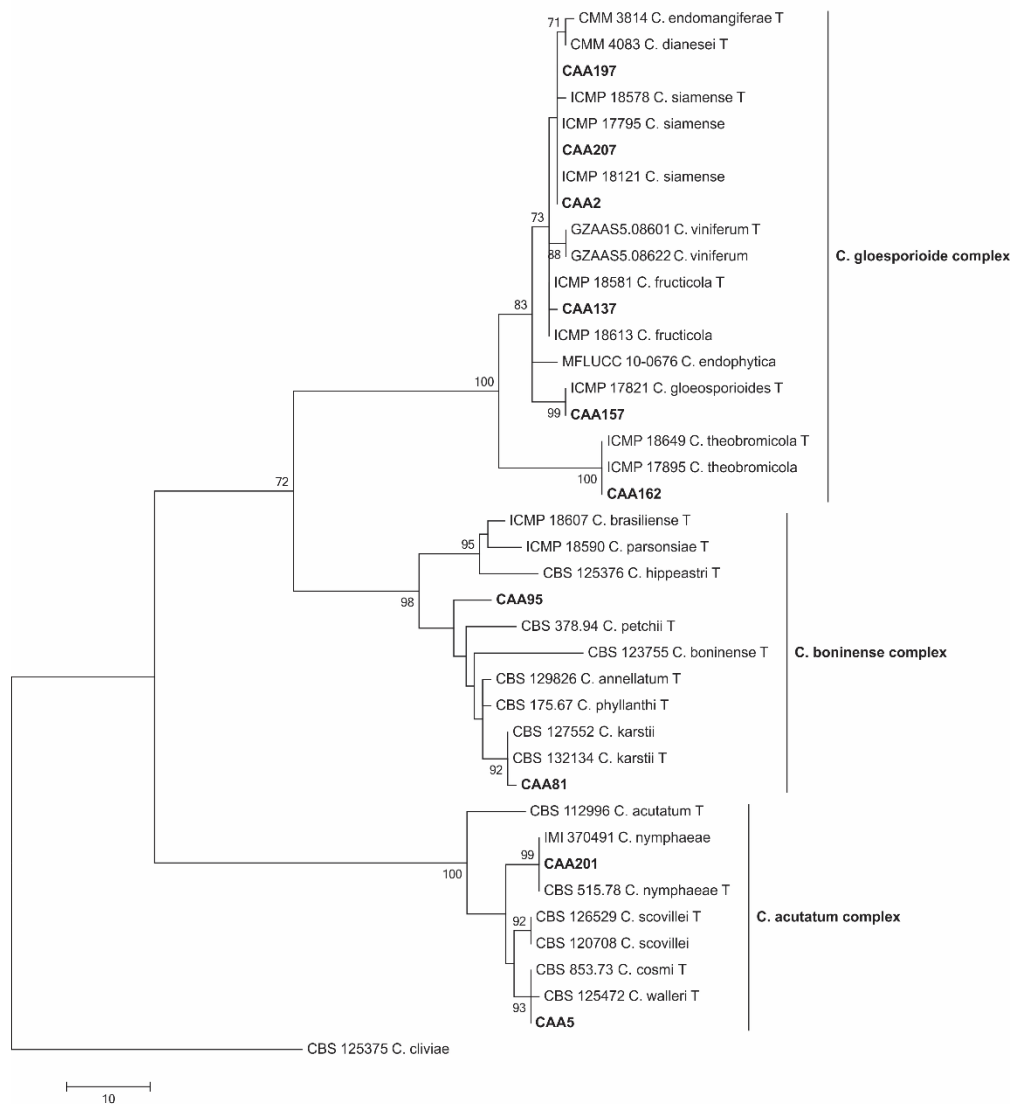 71
CMM 3814 C. endomangiferae T
CMM 4083 C. dianesei T
CAA197
ICMP 18578 C. siamense T
ICMP 17795 C. siamense
CAA207
ICMP 18121 C. siamense
CAA2
73
GZAAS5.08601 C. viniferum T
88
GZAAS5.08622 C. viniferum
C. gloesporioide complex
ICMP 18581 C. fructicola T
83
CAA137
ICMP 18613 C. fructicola
MFLUCC 10-0676 C. endophytica
100
ICMP 17821 C. gloeosporioides T
99
CAA157
ICMP 18649 C. theobromicola T
ICMP 17895 C. theobromicola
100
72
CAA162
ICMP 18607 C. brasiliense T
95
ICMP 18590 C. parsonsiae T
CBS 125376 C. hippeastri T
98
CAA95
CBS 378.94 C. petchii T
CBS 123755 C. boninense T
C. boninense complex
CBS 129826 C. annellatum T
CBS 175.67 C. phyllanthi T
CBS 127552 C. karstii
CBS 132134 C. karstii T
92
CAA81
CBS 112996 C. acutatum T
IMI 370491 C. nymphaeae
99
CAA201
100
CBS 515.78 C. nymphaeae T
92
CBS 126529 C. scovillei T
C. acutatum complex
CBS 120708 C. scovillei
CBS 853.73 C. cosmi T
CBS 125472 C. walleri T
93
CAA5
CBS 125375 C. cliviae
10